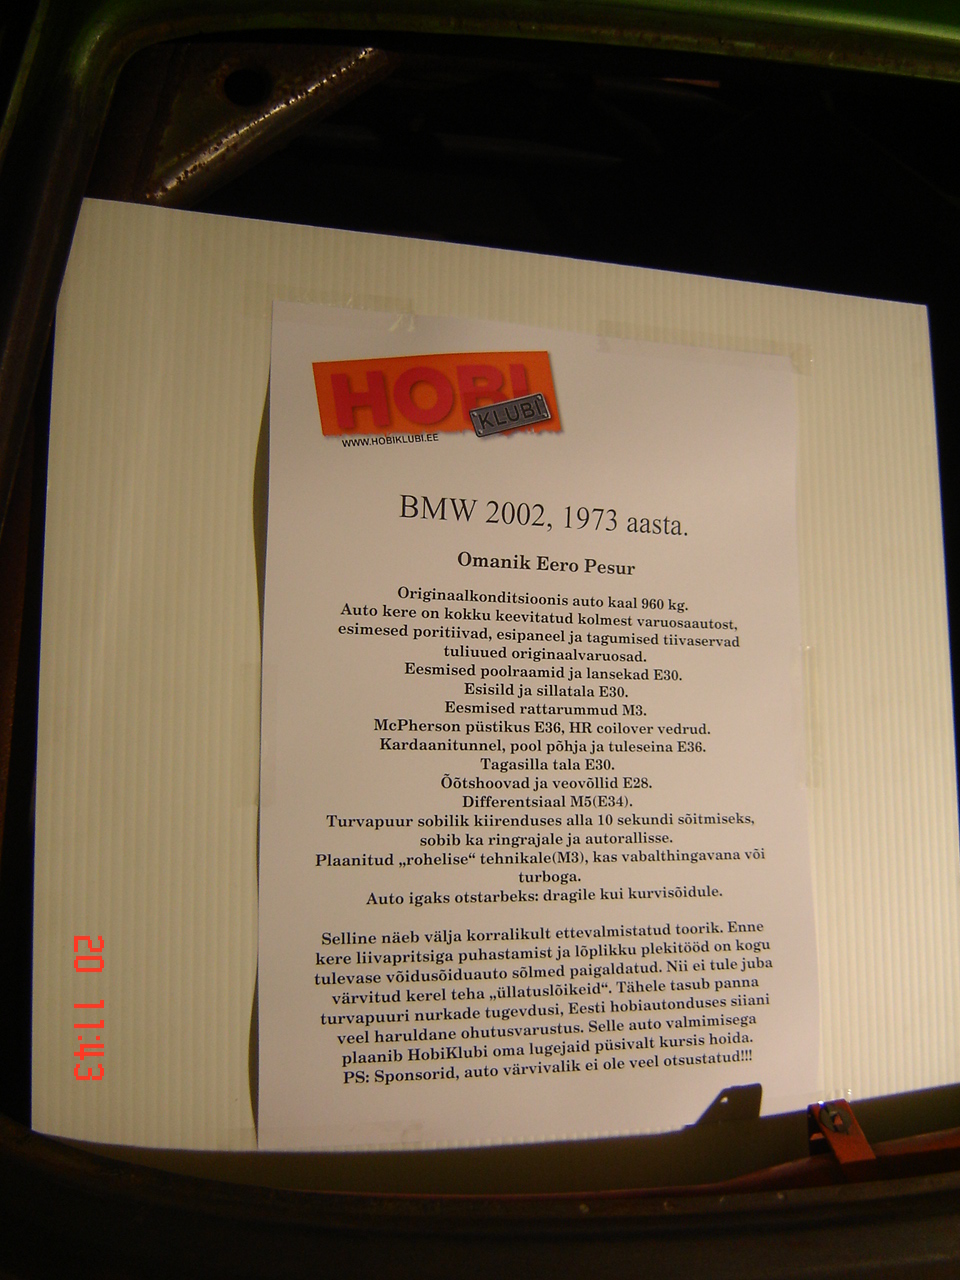 HOBI
KLUBI
WWW.HOBIKLUBI.EE
BMW 2002, 1973 aasta.
Omanik Eero Pesur
Originaalkonditsioonis auto kaal 960 kg.
Auto kere on kokku keevitatud kolmest varuosaautost,
esimesed poritiivad, esipaneel ja tagumised tiivaservad
tuliuued originaalvaruosad.
Eesmised poolraamid ja lansekad E30.
Esisild ja sillatala E30.
Eesmised rattarummud M3.
McPherson püstikus E36, HR coilover vedrud.
Kardaanitunnel, pool põhja ja tuleseina E36.
Tagasilla tala E30.
Õõtshoovad ja veovõllid E28.
Differentsiaal M5(E34).
Turvapuur sobilik kiirenduses alla 10 sekundi sõitmiseks,
sobib ka ringrajale ja autorallisse.
Plaanitud „rohelise“ tehnikale(M3), kas vabalthingavana või
turboga.
Auto igaks otstarbeks: dragile kui kurvisõidule.
Selline näeb välja korralikult ettevalmistatud toorik. Enne
kere liivapritsiga puhastamist ja lõplikku plekitööd on kogu
tulevase võidusõiduauto sõlmed paigaldatud. Nii ei tule juba
värvitud kerel teha „üllatuslõikeid“. Tähele tasub panna
turvapuuri nurkade tugevdusi, Eesti hobiautonduses siiani
veel haruldane ohutusvarustus. Selle auto valmimisega
plaanib HobiKlubi oma lugejaid püsivalt kursis hoida.
PS: Sponsorid, auto värvivalik ei ole veel otsustatud!!!
20 11:43